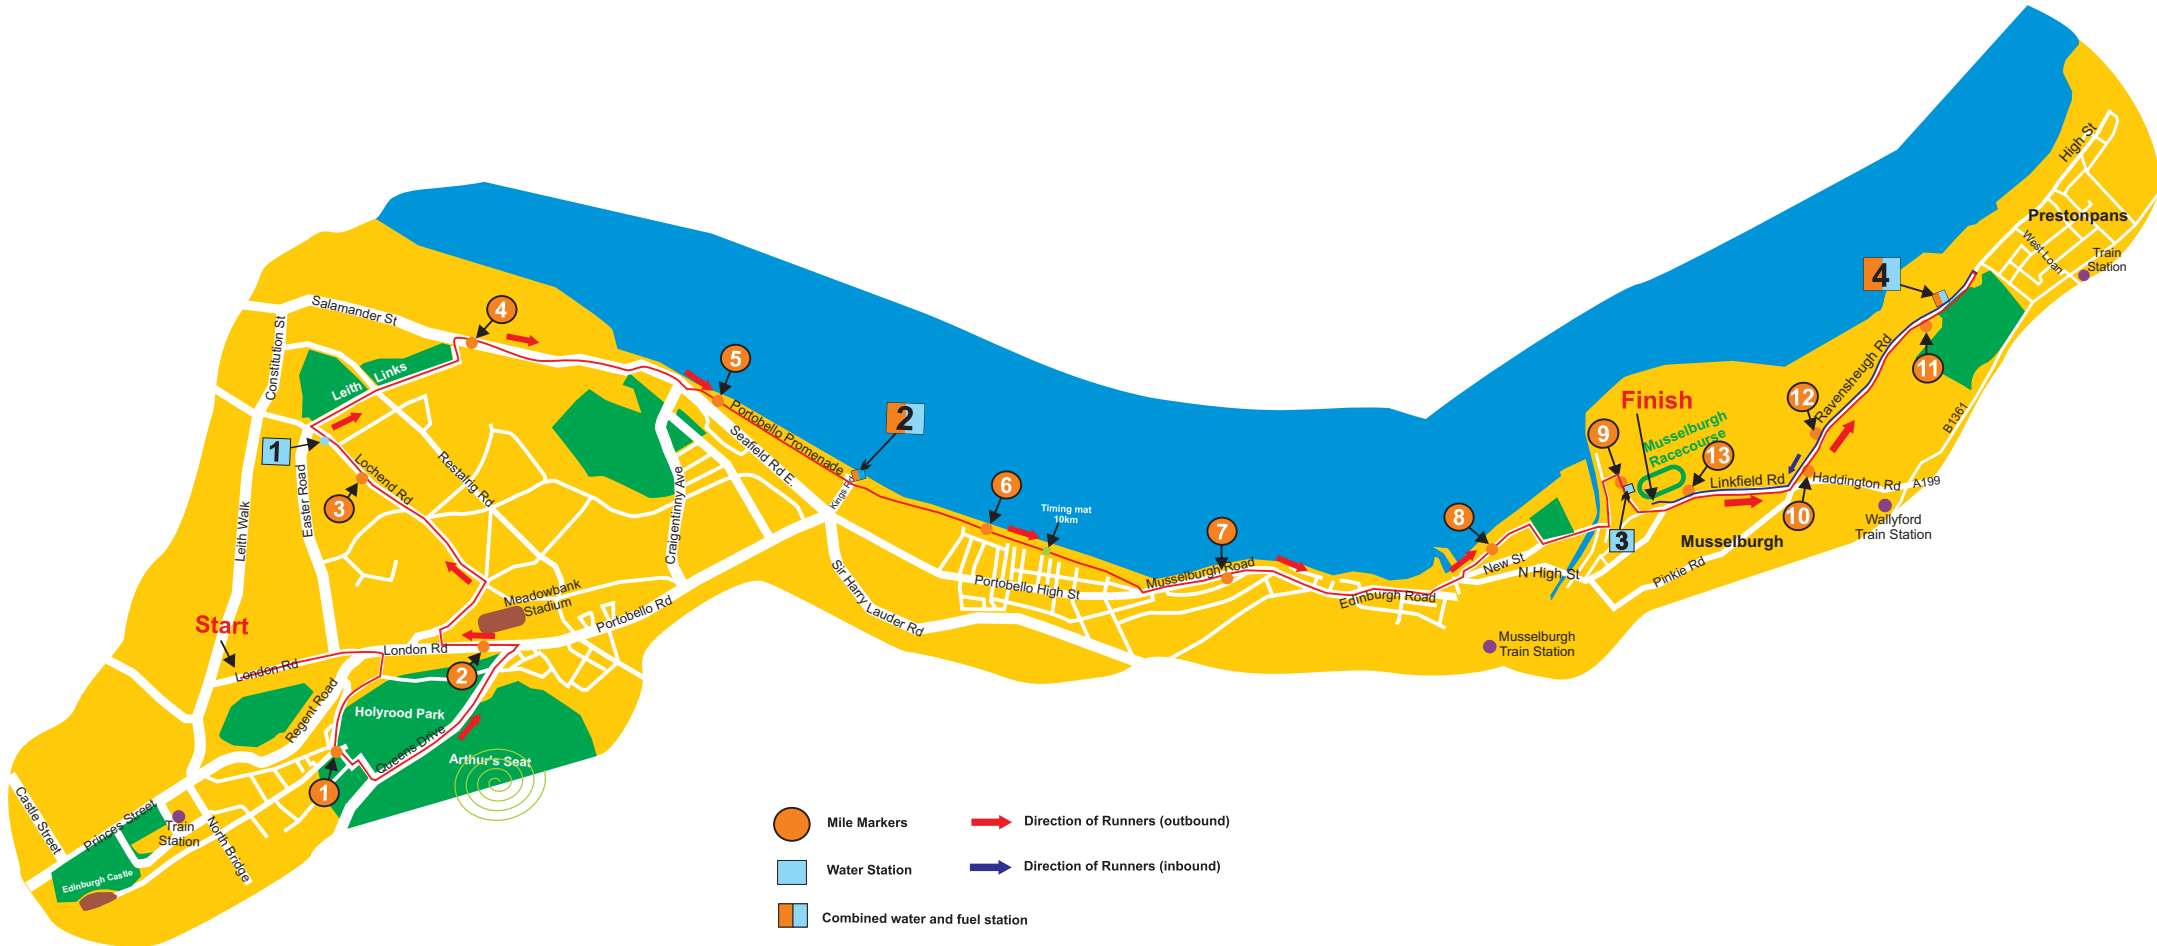 High St
Prestonpans
West Loan
Train
Station
4
Salamander St
4
Constitution St
5
Leith Links
11
B1361
Ravensheugh Rd
12
Finish
Musselburgh
Racecourse
9
13
Portobello Promenade
2
1
Seafield Rd E.
Kings Rd
Lochend Rd
Restalrig Rd
Easter Road
3
Leith Walk
Craigentinny Ave
6
Timing mat
10km
7
8
3
Linkfield Rd
Haddington Rd
A199
10
Wallyford
Train Station
Musselburgh
Pinkie Rd
New St
N High St
Musselburgh Road
Edinburgh Road
Portobello High St
Sir Harry Lauder Rd
Musselburgh
Train Station
Meadowbank
Stadium
Portobello Rd
Start
London Rd
London Rd
2
Regent Road
Holyrood Park
Queens Drive
Arthur's Seat
1
Castle Street
Princes Street
Train
Station
North Bridge
Edinburgh Castle
Mile Markers
Direction of Runners (outbound)
Water Station
Direction of Runners (inbound)
Combined water and fuel station